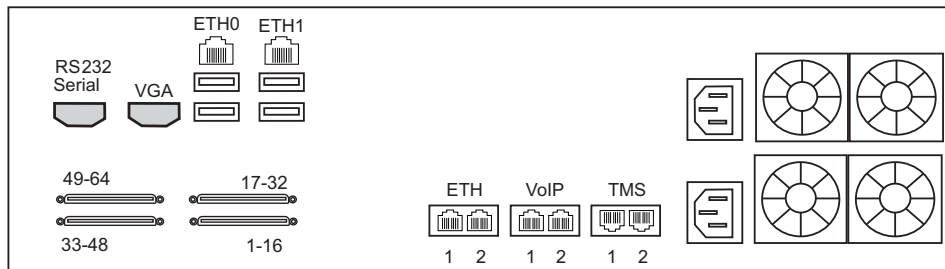 ETH0 ETH1
RS232
Serial
VGA
49-64 17-32
33-48 1-16
ETH VoIP TMS
1 2 1 2 1 2